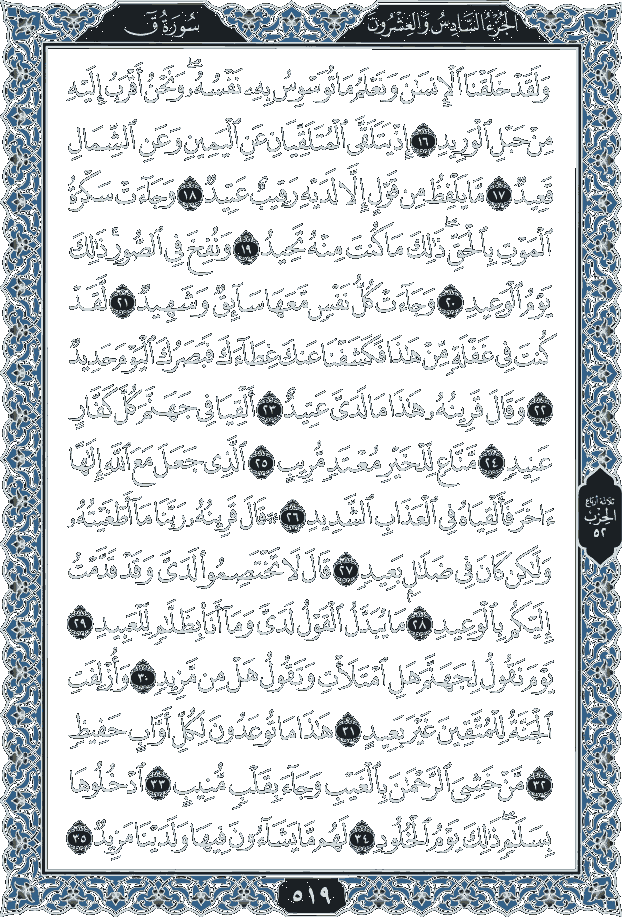 الجزء السادس والعشرون
سورة ق
وَلَقَدْ خَلَقْنَا ٱلْإِنسَٰنَ وَنَعْلَمُ مَا تُوَسْوِسُ بِهِۦ نَفْسُهُۥ ۖ وَنَحْنُ أَقْرَبُ إِلَيْهِ
مِنْ حَبْلِ ٱلْوَرِيدِ ١٦ إِذْ يَتَلَقَّى ٱلْمُتَلَقِّيَانِ عَنِ ٱلْيَمِينِ وَعَنِ ٱلشِّمَالِ
قَعِيدٌ ١٧ مَّا يَلْفِظُ مِن قَوْلٍ إِلَّا لَدَيْهِ رَقِيبٌ عَتِيدٌ ١٨ وَجَآءَتْ سَكْرَةُ
ٱلْمَوْتِ بِٱلْحَقِّ ۖ ذَٰلِكَ مَا كُنتَ مِنْهُ تَحِيدُ ١٩ وَنُفِخَ فِى ٱلصُّورِ ۚ ذَٰلِكَ
يَوْمُ ٱلْوَعِيدِ ٢٠ وَجَآءَتْ كُلُّ نَفْسٍ مَّعَهَا سَآئِقٌ وَشَهِيدٌ ٢١ لَّقَدْ
كُنتَ فِى غَفْلَةٍ مِّنْ هَٰذَا فَكَشَفْنَا عَنكَ غِطَآءَكَ فَبَصَرُكَ ٱلْيَوْمَ حَدِيدٌ
٢٢ وَقَالَ قَرِينُهُۥ هَٰذَا مَا لَدَىَّ عَتِيدٌ ٢٣ أَلْقِيَا فِى جَهَنَّمَ كُلَّ كَفَّارٍ
عَنِيدٍ ٢٤ مَّنَّاعٍ لِّلْخَيْرِ مُعْتَدٍ مُّرِيبٍ ٢٥ ٱلَّذِى جَعَلَ مَعَ ٱللَّهِ إِلَٰهًا
ءَاخَرَ فَأَلْقِيَاهُ فِى ٱلْعَذَابِ ٱلشَّدِيدِ ٢٦ ۞ قَالَ قَرِينُهُۥ رَبَّنَا مَآ أَطْغَيْتُهُۥ
وَلَٰكِن كَانَ فِى ضَلَٰلٍۭ بَعِيدٍ ٢٧ قَالَ لَا تَخْتَصِمُوا۟ لَدَىَّ وَقَدْ قَدَّمْتُ
إِلَيْكُم بِٱلْوَعِيدِ ٢٨ مَا يُبَدَّلُ ٱلْقَوْلُ لَدَىَّ وَمَآ أَنَا۠ بِظَلَّٰمٍ لِّلْعَبِيدِ ٢٩
يَوْمَ نَقُولُ لِجَهَنَّمَ هَلِ ٱمْتَلَأْتِ وَتَقُولُ هَلْ مِن مَّزِيدٍ ٣٠ وَأُزْلِفَتِ
ٱلْجَنَّةُ لِلْمُتَّقِينَ غَيْرَ بَعِيدٍ ٣١ هَٰذَا مَا تُوعَدُونَ لِكُلِّ أَوَّابٍ حَفِيظٍ
٣٢ مَّنْ خَشِىَ ٱلرَّحْمَٰنَ بِٱلْغَيْبِ وَجَآءَ بِقَلْبٍ مُّنِيبٍ ٣٣ ٱدْخُلُوهَا
بِسَلَٰمٍ ۖ ذَٰلِكَ يَوْمُ ٱلْخُلُودِ ٣٤ لَهُم مَّا يَشَآءُونَ فِيهَا وَلَدَيْنَا مَزِيدٌ ٣٥
ثلاثة أرباع
الحزب
٥٢
٥١٩